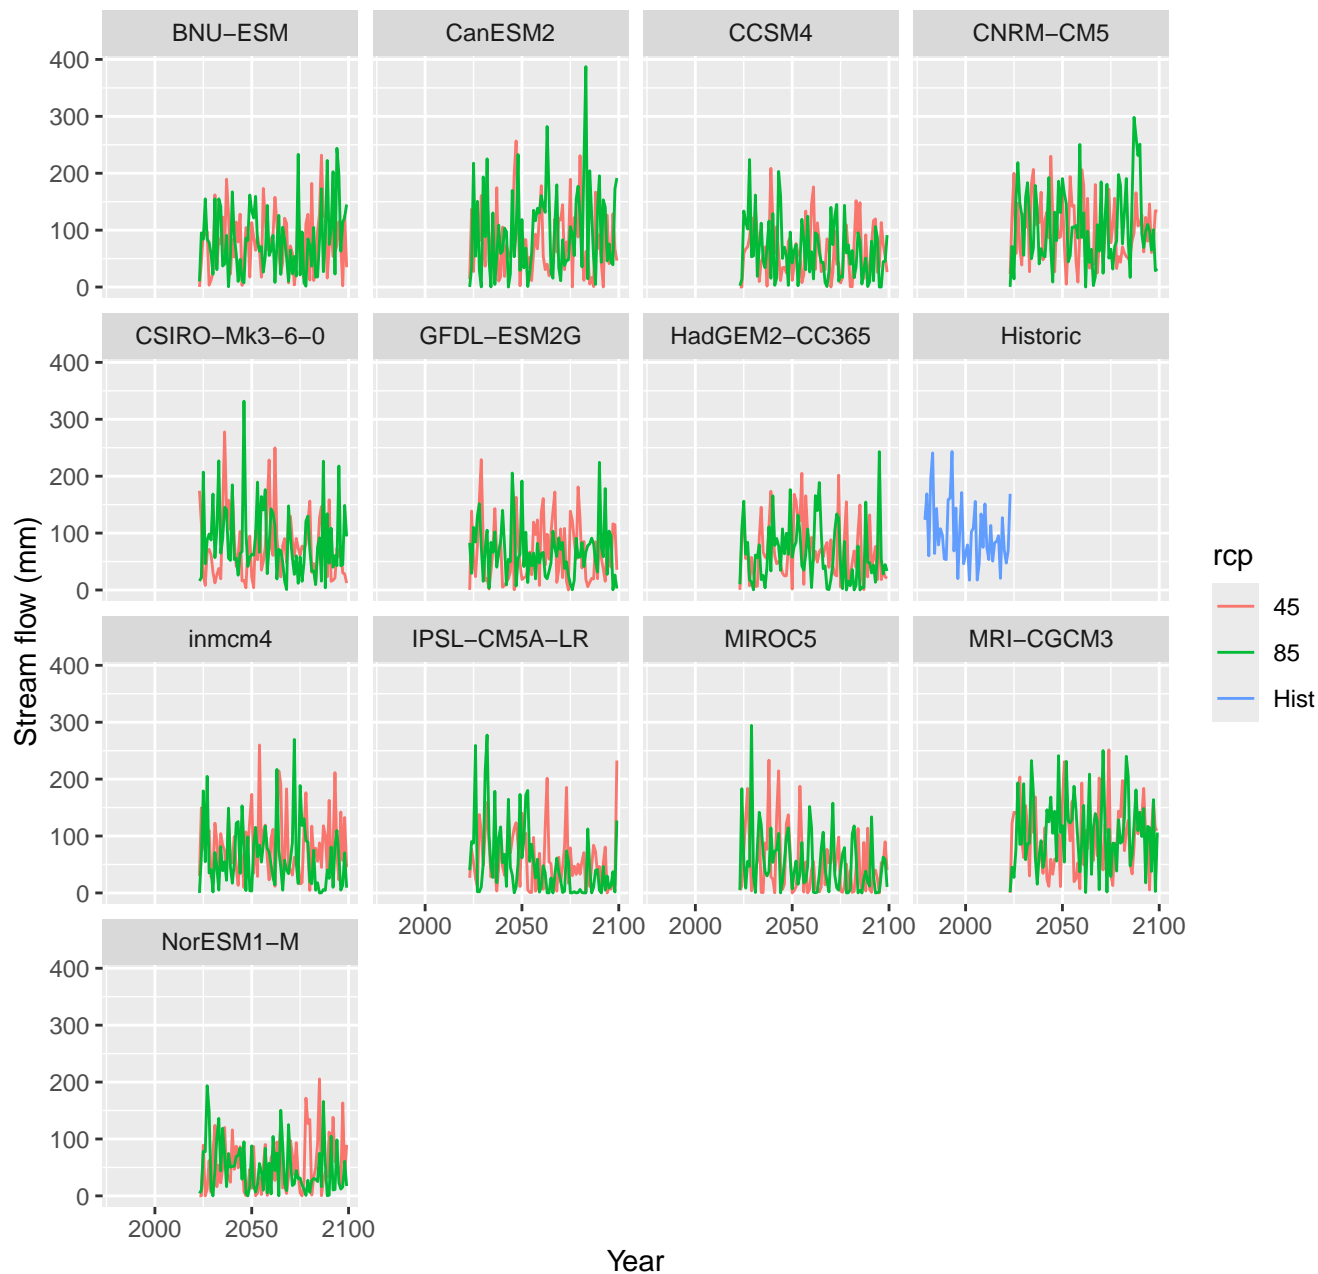 BNU−ESM CanESM2 CCSM4 CNRM−CM5
400
300
200
100
0
CSIRO−Mk3−6−0 GFDL−ESM2G HadGEM2−CC365 Historic
400
300
200
100
0
inmcm4 IPSL−CM5A−LR MIROC5 MRI−CGCM3
400
300
200
100
0
2000 2050 2100 2000 2050 2100 2000 2050 2100
NorESM1−M
400
300
200
100
0
2000 2050 2100
Year
Stream flow (mm)
rcp
45
85
Hist